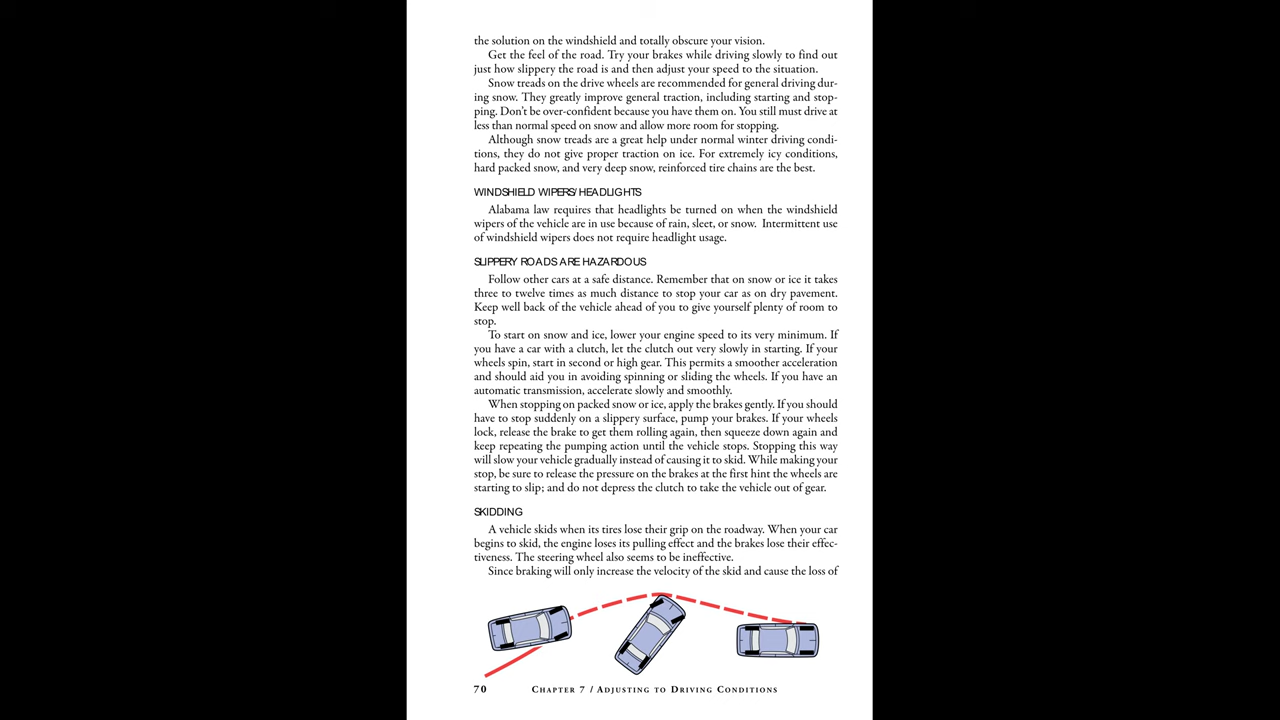 the solution on the windshield and totally obscure your vision.
Get the feel of the road. Try your brakes while driving slowly to find out
just how slippery the road is and then adjust your speed to the situation.
Snow treads on the drive wheels are recommended for general driving dur-
ing snow. They greatly improve general traction, including starting and stop-
ping. Don't be over-confident because you have them on. You still must drive at
less than normal speed on snow and allow more room for stopping.
Although snow treads are a great help under normal winter driving condi-
tions, they do not give proper traction on ice. For extremely icy conditions,
hard packed snow, and very deep snow, reinforced tire chains are the best.
WINDSHIELD WIPERS/HEADLIGHTS
Alabama law requires that headlights be turned on when the windshield
wipers of the vehicle are in use because of rain, sleet, or snow. Intermittent use
of windshield wipers does not require headlight usage.
SLIPPERY ROADS ARE HAZARDOUS
Follow other cars at a safe distance. Remember that on snow or ice it takes
three to twelve times as much distance to stop your car as on dry pavement.
Keep well back of the vehicle ahead of you to give yourself plenty of room to
stop.
To start on snow and ice, lower your engine speed to its very minimum. If
you have a car with a clutch, let the clutch out very slowly in starting. If your
wheels spin, start in second or high gear. This permits a smoother acceleration
and should aid you in avoiding spinning or sliding the wheels. If you have an
automatic transmission, accelerate slowly and smoothly.
When stopping on packed snow or ice, apply the brakes gently. If you should
have to stop suddenly on a slippery surface, pump your brakes. If your wheels
lock, release the brake to get them rolling again, then squeeze down again and
keep repeating the pumping action until the vehicle stops. Stopping this way
will slow your vehicle gradually instead of causing it to skid. While making your
stop, be sure to release the pressure on the brakes at the first hint the wheels are
starting to slip; and do not depress the clutch to take the vehicle out of gear.
SKIDDING
A vehicle skids when its tires lose their grip on the roadway. When your car
begins to skid, the engine loses its pulling effect and the brakes lose their effec-
tiveness. The steering wheel also seems to be ineffective.
Since braking will only increase the velocity of the skid and cause the loss of
70 CHAPTER 7 / ADJUSTING TO DRIVING CONDITIONS